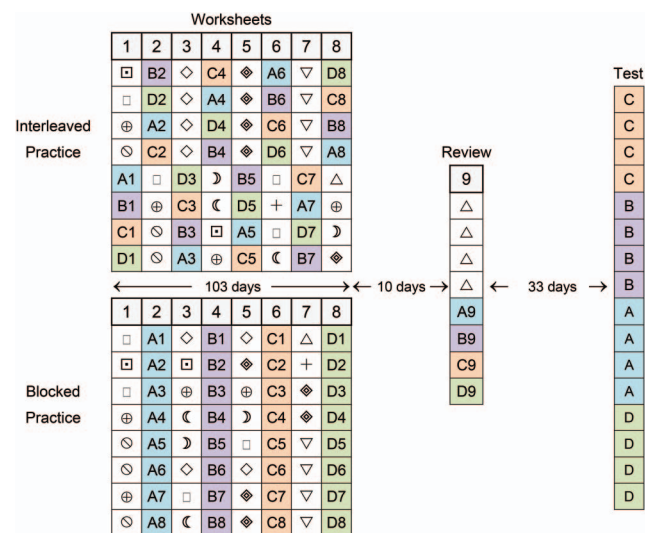 Worksheets
1 2 3 4 5 6 7 8
⊡ B2 ◇ C4 ◈ A6 ▽ D8
□ D2 ◇ A4 ◈ B6 ▽ C8
Interleaved ⊕ A2 ◇ D4 ◈ C6 ▽ B8
Practice ⦸ C2 ◇ B4 ◈ D6 ▽ A8
A1 □ D3 ☽ B5 □ C7 △
B1 ⊕ C3 ☾ D5 + A7 ⊕
C1 ⦸ B3 ⊡ A5 □ D7 ☽
D1 ⦸ A3 ⊕ C5 ☾ B7 ◈
← 103 days → ← 10 days → ← 33 days →
1 2 3 4 5 6 7 8
□ A1 ◇ B1 ◇ C1 △ D1
⊡ A2 ⊡ B2 ◈ C2 + D2
Blocked □ A3 ⊕ B3 ⊕ C3 ◈ D3
Practice ⊕ A4 ☾ B4 ☽ C4 ◈ D4
⦸ A5 ☽ B5 □ C5 ▽ D5
⦸ A6 ◇ B6 ◇ C6 ▽ D6
⊕ A7 □ B7 ◈ C7 ▽ D7
⦸ A8 ☾ B8 ◈ C8 ▽ D8
Review
9
△
△
△
△
A9
B9
C9
D9
Test
C
C
C
C
B
B
B
B
A
A
A
A
D
D
D
D